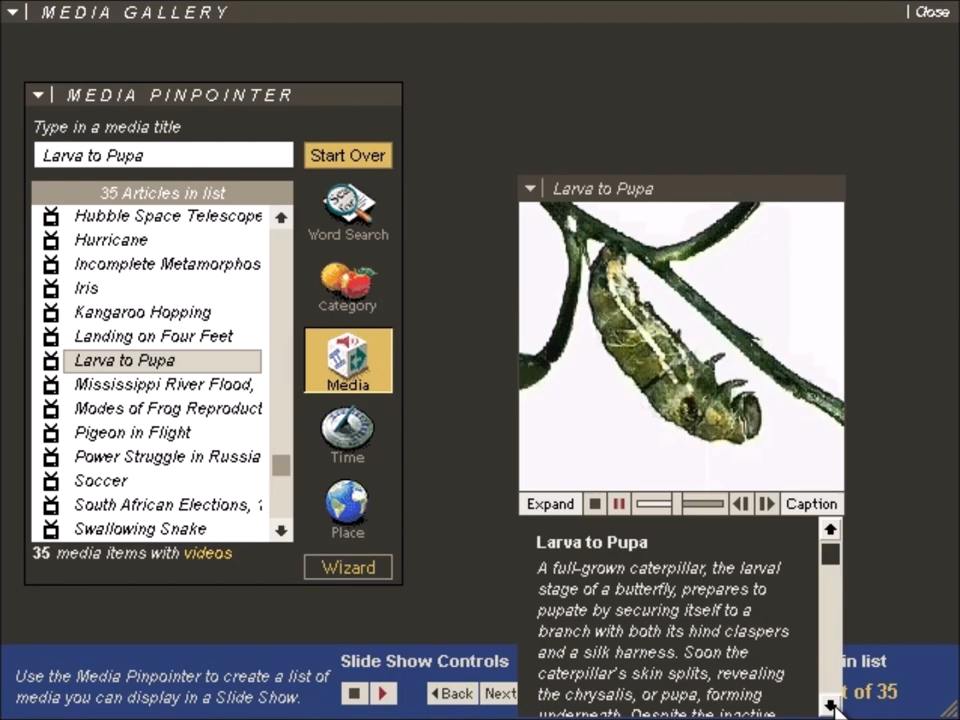 MEDIA GALLERY
Close
MEDIA PINPOINTER
Type in a media title
Larva to Pupa
Start Over
35 Articles in list
Hubble Space Telescope
Hurricane
Incomplete Metamorphos
Iris
Kangaroo Hopping
Landing on Four Feet
Larva to Pupa
Mississippi River Flood,
Modes of Frog Reproduct
Pigeon in Flight
Power Struggle in Russia
Soccer
South African Elections,
Swallowing Snake
35 media items with videos
Word Search
Category
Media
Time
Place
Wizard
Larva to Pupa
Expand
Caption
Larva to Pupa
A full-grown caterpillar, the larval
stage of a butterfly, prepares to
pupate by securing itself to a
branch with both its hind claspers
and a silk harness. Soon the
caterpillar's skin splits, revealing
the chrysalis, or pupa, forming
underneath. Despite the inactive
Use the Media Pinpointer to create a list of
media you can display in a Slide Show.
Slide Show Controls
Back Next
in list
of 35